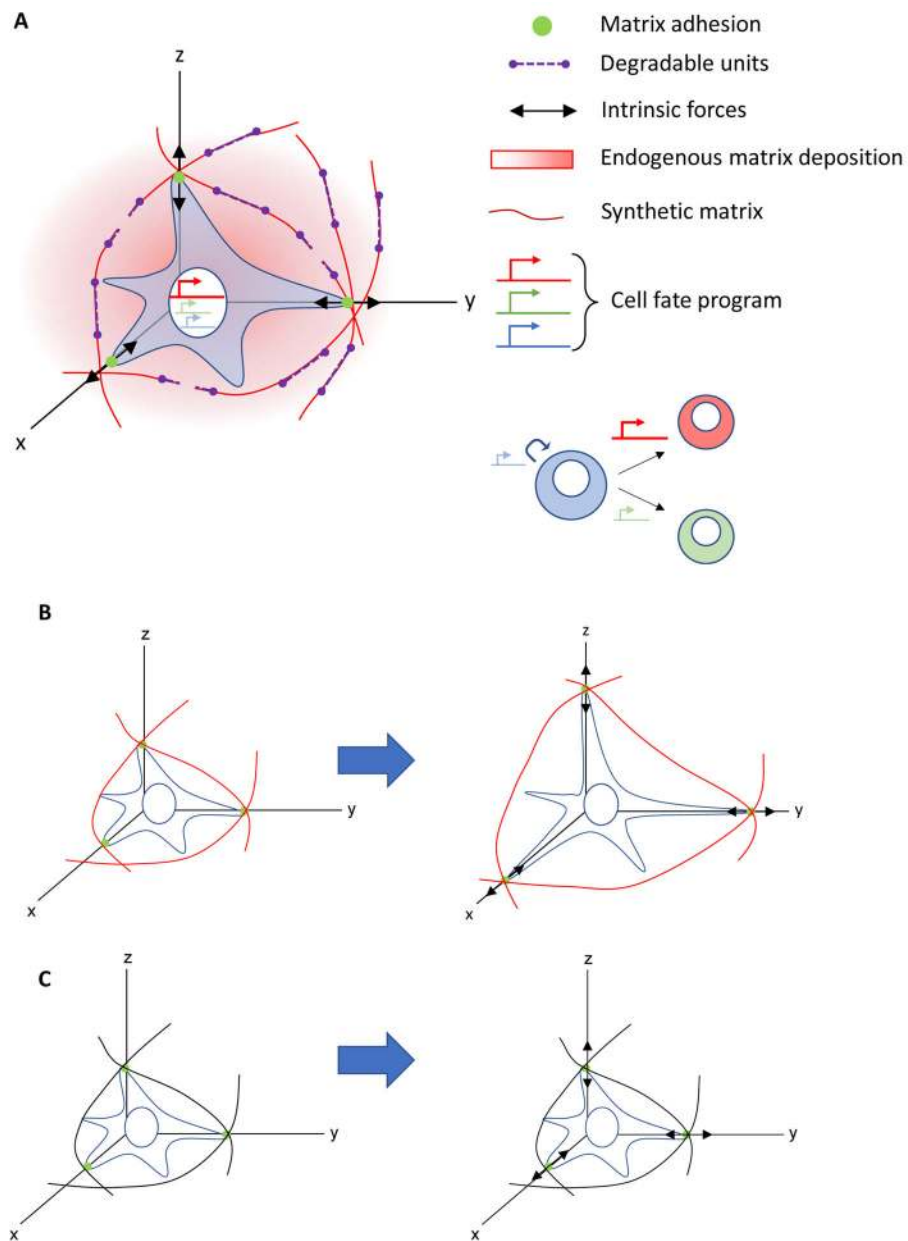 A
z
y
x
Matrix adhesion
Degradable units
Intrinsic forces
Endogenous matrix deposition
Synthetic matrix
Cell fate program
B
z
y
x
z
y
x
C
z
y
x
z
y
x